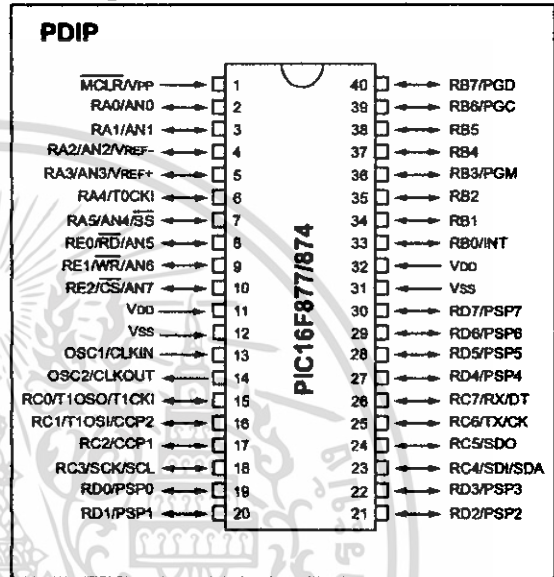 PDIP
MCLR/VPP 1 40 RB7/PGD
RA0/AN0 2 39 RB6/PGC
RA1/AN1 3 38 RB5
RA2/AN2/VREF- 4 37 RB4
RA3/AN3/VREF+ 5 36 RB3/PGM
RA4/T0CKI 6 35 RB2
RA5/AN4/SS 7 34 RB1
RE0/RD/AN5 8 33 RB0/INT
RE1/WR/AN6 9 32 VDD
RE2/CS/AN7 10 31 VSS
VDD 11 30 RD7/PSP7
VSS 12 29 RD6/PSP6
OSC1/CLKIN 13 28 RD5/PSP5
OSC2/CLKOUT 14 27 RD4/PSP4
RC0/T1OSO/T1CKI 15 26 RC7/RX/DT
RC1/T1OSI/CCP2 16 25 RC6/TX/CK
RC2/CCP1 17 24 RC5/SDO
RC3/SCK/SCL 18 23 RC4/SDI/SDA
RD0/PSP0 19 22 RD3/PSP3
RD1/PSP1 20 21 RD2/PSP2
PIC16F877/874